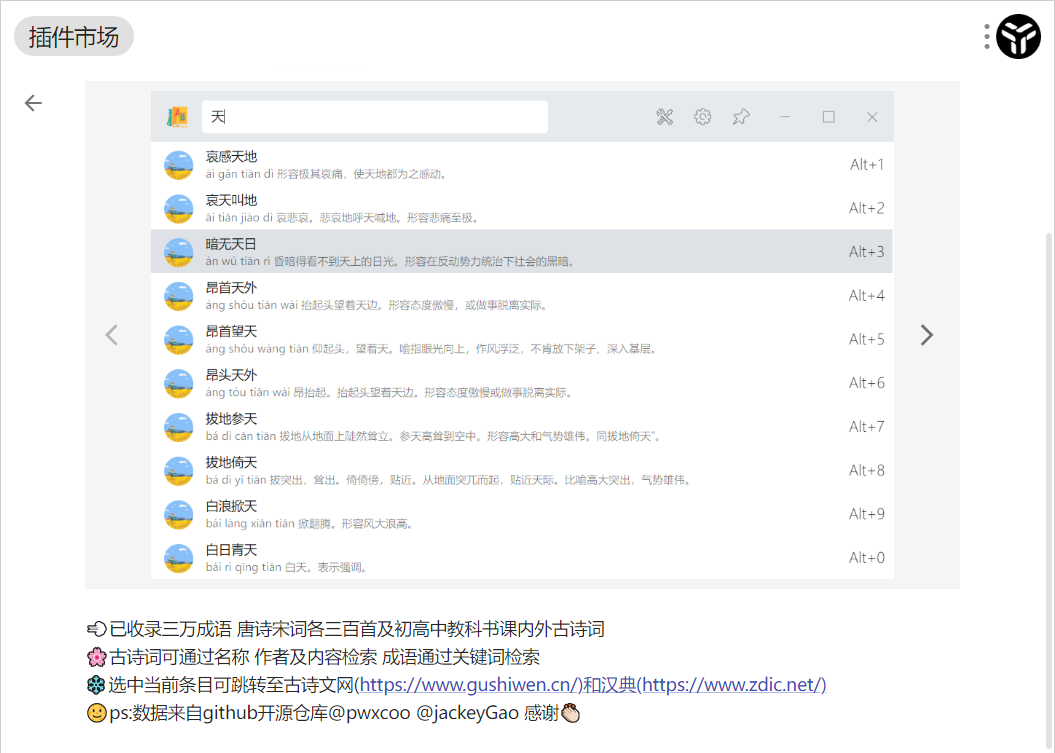 插件市场
天
哀感天地
āi gǎn tiān dì 形容极其哀痛，使天地都为之感动。
Alt+1
哀天叫地
āi tiān jiào dì 哀悲哀。悲哀地呼天喊地。形容悲痛至极。
Alt+2
暗无天日
àn wú tiān rì 昏暗得看不到天上的日光。形容在反动势力统治下社会的黑暗。
Alt+3
昂首天外
áng shǒu tiān wài 抬起头望着天边。形容态度傲慢，或做事脱离实际。
Alt+4
昂首望天
áng shǒu wàng tiān 仰起头，望着天。喻指眼光向上，作风浮泛，不肯放下架子．深入基层。
Alt+5
昂头天外
áng tóu tiān wài 昂抬起。抬起头望着天边。形容态度傲慢或做事脱离实际。
Alt+6
拔地参天
bá dì cān tiān 拔地从地面上陡然耸立。参天高耸到空中。形容高大和气势雄伟。同拔地倚天”。
Alt+7
拔地倚天
bá dì yǐ tiān 拔突出，耸出。倚倚傍，贴近。从地面突兀而起，贴近天际。比喻高大突出，气势雄伟。
Alt+8
白浪掀天
bái làng xiān tiān 掀翻腾。形容风大浪高。
Alt+9
白日青天
bái rì qīng tiān 白天。表示强调。
Alt+0
已收录三万成语 唐诗宋词各三百首及初高中教科书课内外古诗词
🌸古诗词可通过名称 作者及内容检索 成语通过关键词检索
选中当前条目可跳转至古诗文网(https://www.gushiwen.cn/)和汉典(https://www.zdic.net/)
🙂ps:数据来自github开源仓库@pwxcoo @jackeyGao 感谢👏